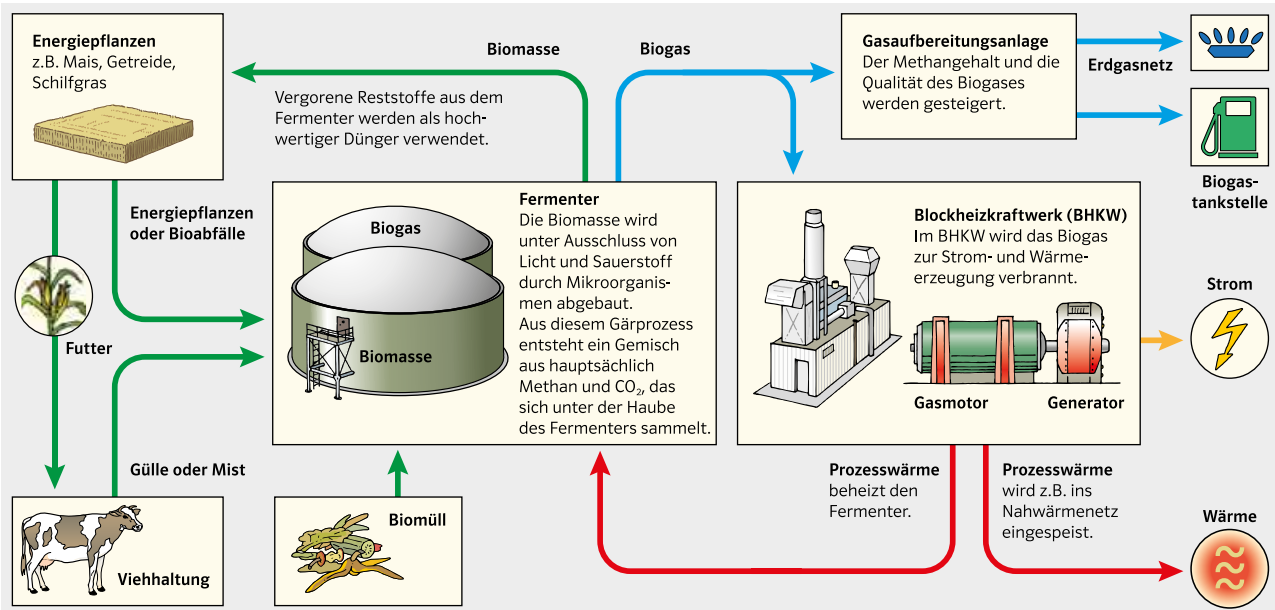 Energiepflanzen
z.B. Mais, Getreide,
Schilfgras
Biomasse
Vergorene Reststoffe aus dem
Fermenter werden als hoch-
wertiger Dünger verwendet.
Biogas
Gasaufbereitungsanlage
Der Methangehalt und die
Qualität des Biogases
werden gesteigert.
Erdgasnetz
Biogas-
tankstelle
Energiepflanzen
oder Bioabfälle
Futter
Gülle oder Mist
Viehhaltung
Biogas
Biomasse
Fermenter
Die Biomasse wird
unter Ausschluss von
Licht und Sauerstoff
durch Mikroorganis-
men abgebaut.
Aus diesem Gärprozess
entsteht ein Gemisch
aus hauptsächlich
Methan und CO₂, das
sich unter der Haube
des Fermenters sammelt.
Biomüll
Blockheizkraftwerk (BHKW)
Im BHKW wird das Biogas
zur Strom- und Wärme-
erzeugung verbrannt.
Gasmotor
Generator
Strom
Prozesswärme
beheizt den
Fermenter.
Prozesswärme
wird z.B. ins
Nahwärmenetz
eingespeist.
Wärme